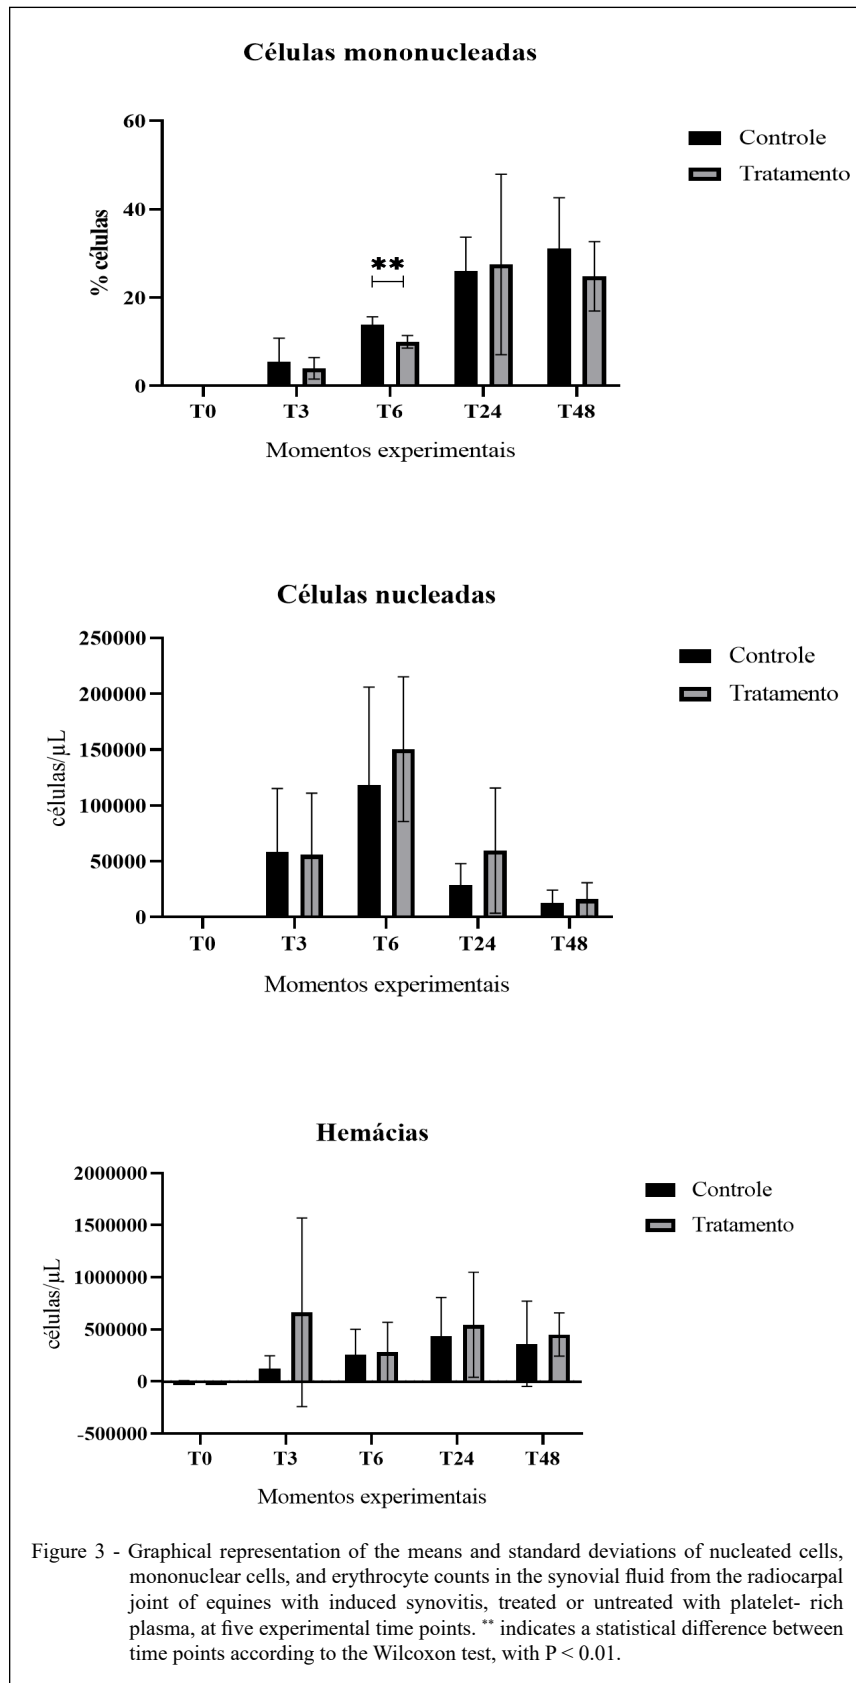 Células mononucleadas
60
40
20
0
% células
**
T0 T3 T6 T24 T48
Momentos experimentais
Controle
Tratamento
Células nucleadas
250000
200000
150000
100000
50000
0
células/µL
T0 T3 T6 T24 T48
Momentos experimentais
Controle
Tratamento
Hemácias
2000000
1500000
1000000
500000
0
-500000
células/µL
T0 T3 T6 T24 T48
Momentos experimentais
Controle
Tratamento
Figure 3 - Graphical representation of the means and standard deviations of nucleated cells,
mononuclear cells, and erythrocyte counts in the synovial fluid from the radiocarpal
joint of equines with induced synovitis, treated or untreated with platelet- rich
plasma, at five experimental time points. ** indicates a statistical difference between
time points according to the Wilcoxon test, with P < 0.01.